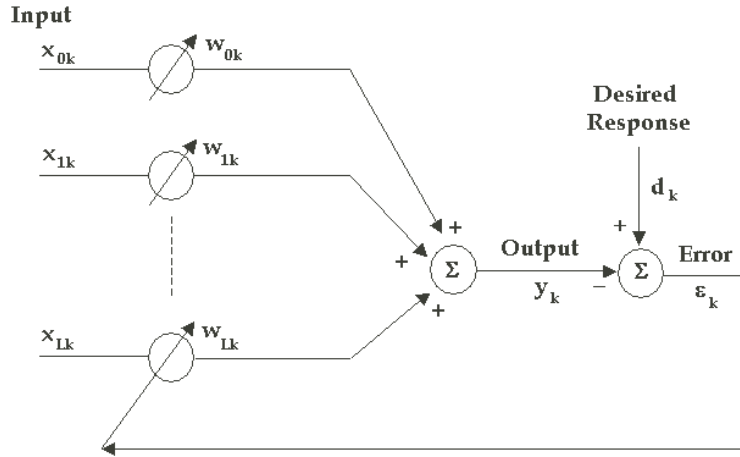 Input
x0k
w0k
Desired
Response
x1k
w1k
dk
+
+
Output
Error
+
Σ
Σ
yk
−
εk
+
xLk
wLk